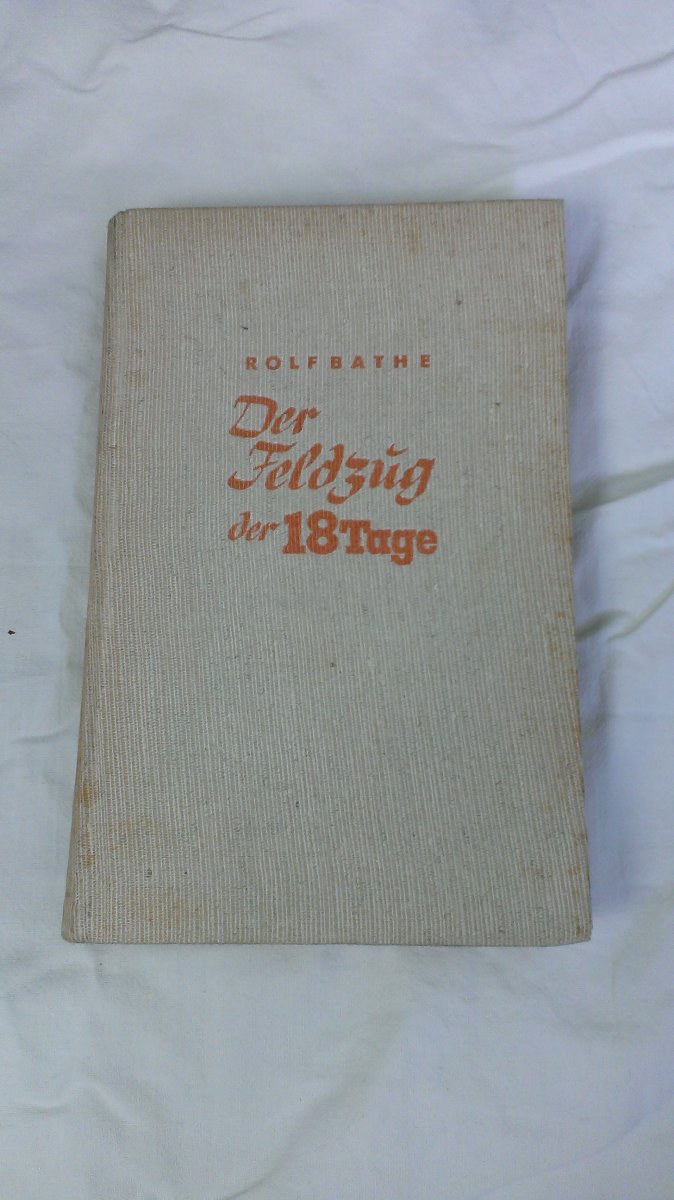 ROLF BATHE
Der
Feldzug
der 18 Tage